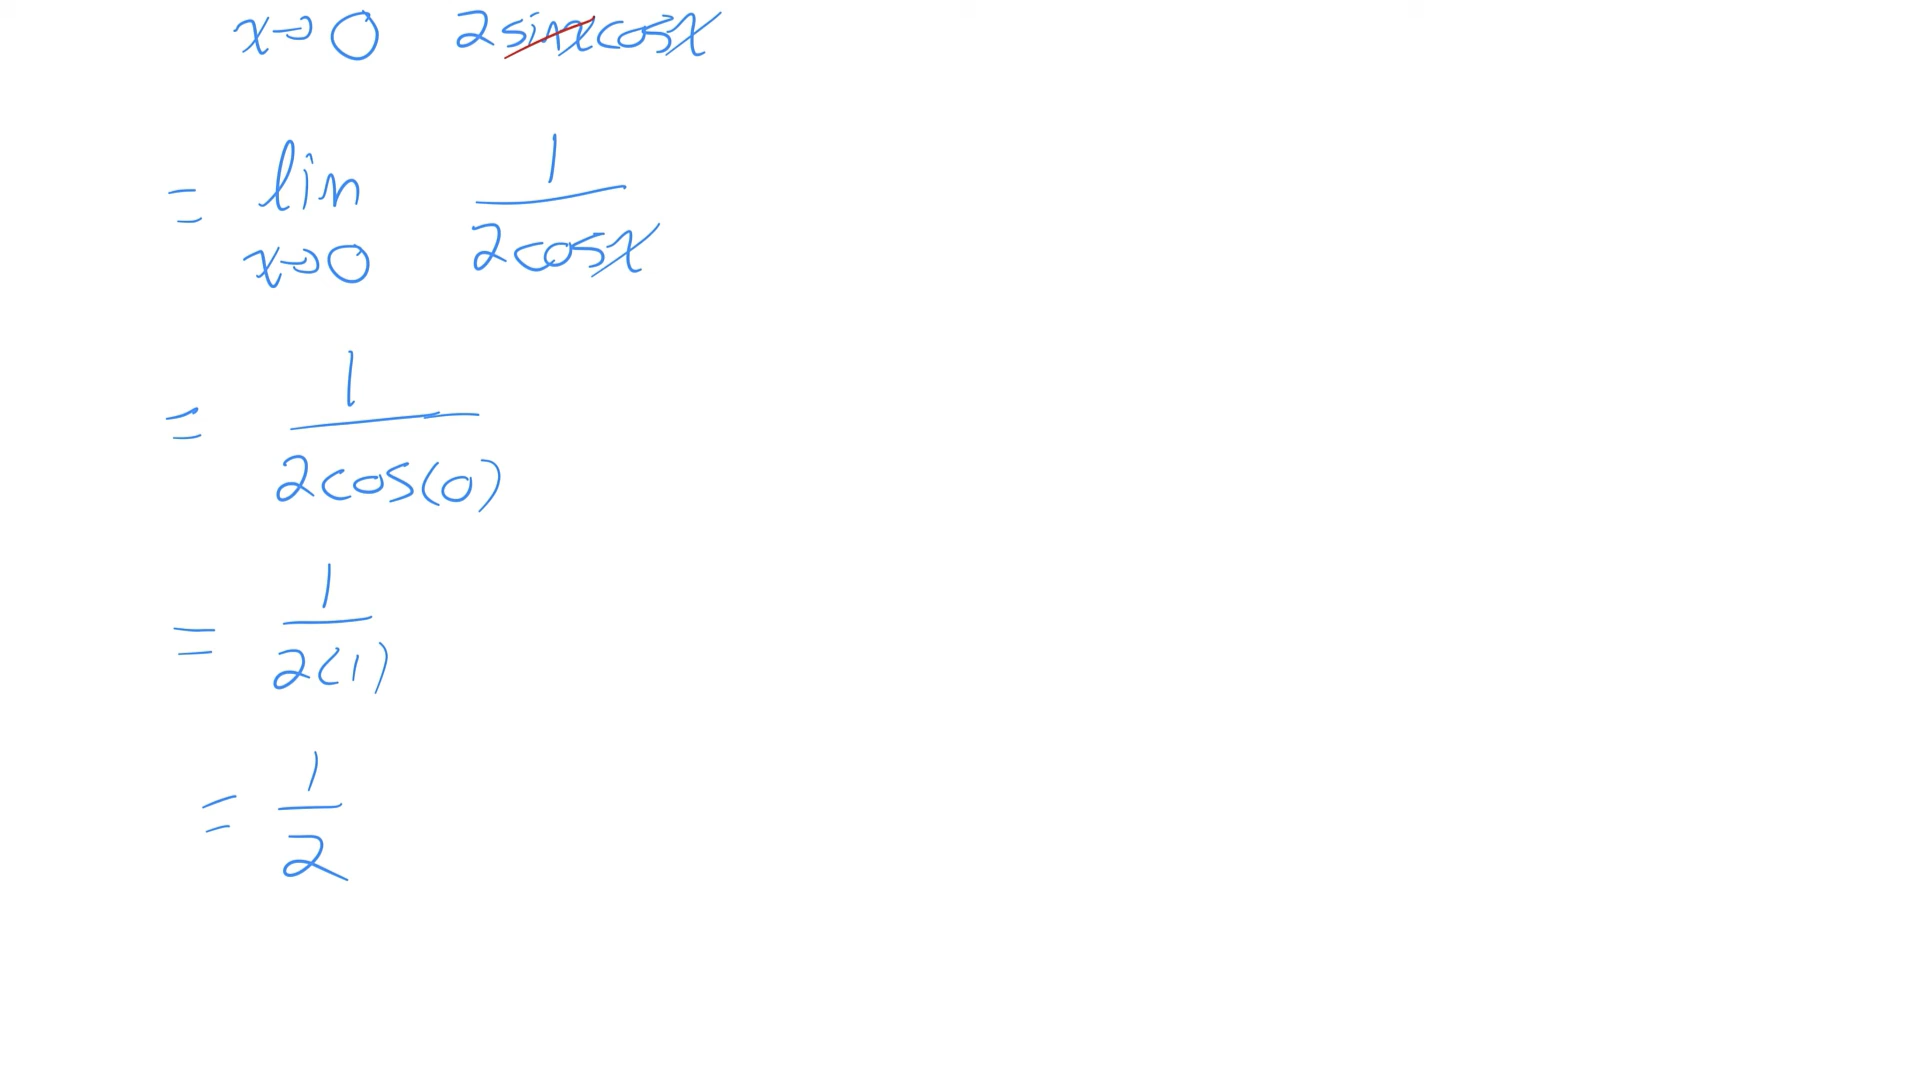 x→0 2sinxcosx
= lim 1
x→0 2cosx
= 1
2cos(0)
= 1
2(1)
= 1
2